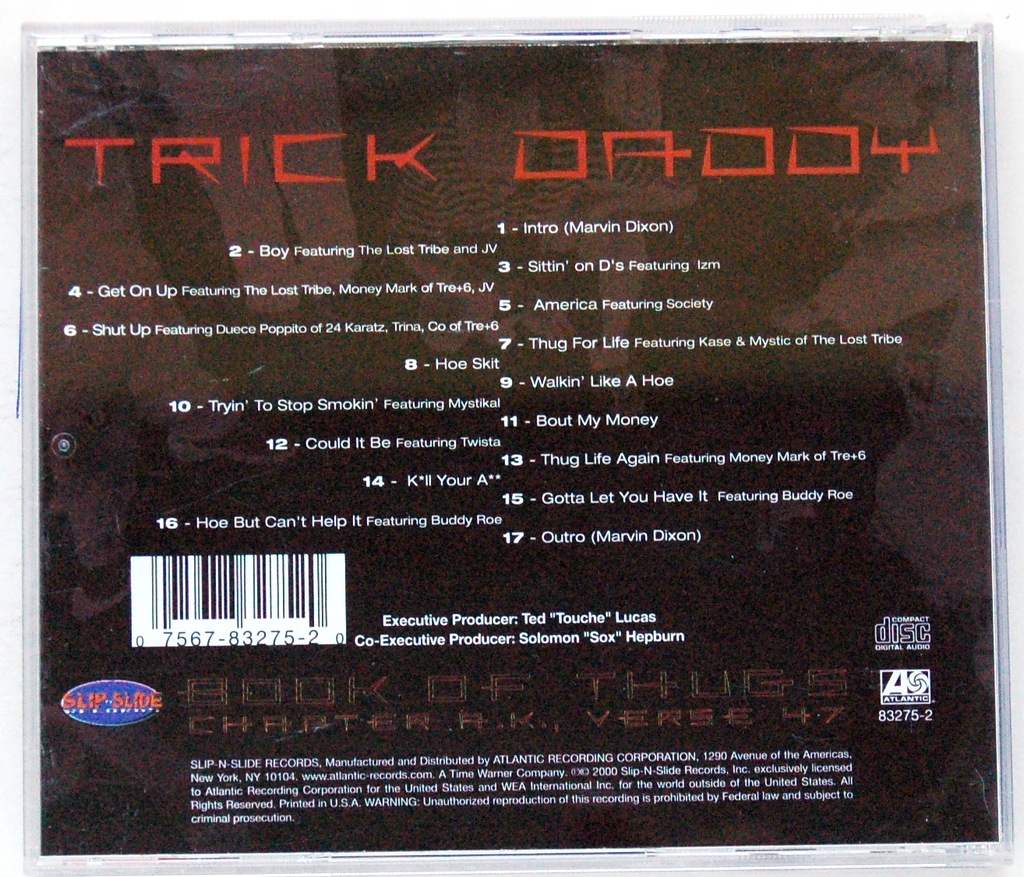 TRICK DADDY
1 - Intro (Marvin Dixon)
2 - Boy Featuring The Lost Tribe and JV
3 - Sittin' on D's Featuring Izm
4 - Get On Up Featuring The Lost Tribe, Money Mark of Tre+6, JV
5 - America Featuring Society
6 - Shut Up Featuring Duece Poppito of 24 Karatz, Trina, Co of Tre+6
7 - Thug For Life Featuring Kase & Mystic of The Lost Tribe
8 - Hoe Skit
9 - Walkin' Like A Hoe
10 - Tryin' To Stop Smokin' Featuring Mystikal
11 - Bout My Money
12 - Could It Be Featuring Twista
13 - Thug Life Again Featuring Money Mark of Tre+6
14 - K*ll Your A**
15 - Gotta Let You Have It Featuring Buddy Roe
16 - Hoe But Can't Help It Featuring Buddy Roe
17 - Outro (Marvin Dixon)
0 7567-83275-2 0
Executive Producer: Ted "Touche" Lucas
Co-Executive Producer: Solomon "Sox" Hepburn
COMPACT
disc
DIGITAL AUDIO
SLIP-N-SLIDE
BOOK OF THUGS
CHAPTER A.K., VERSE 47
ATLANTIC
83275-2
SLIP-N-SLIDE RECORDS, Manufactured and Distributed by ATLANTIC RECORDING CORPORATION, 1290 Avenue of the Americas,
New York, NY 10104. www.atlantic-records.com. A Time Warner Company. ©℗ 2000 Slip-N-Slide Records, Inc. exclusively licensed
to Atlantic Recording Corporation for the United States and WEA International Inc. for the world outside of the United States. All
Rights Reserved. Printed in U.S.A. WARNING: Unauthorized reproduction of this recording is prohibited by Federal law and subject to
criminal prosecution.